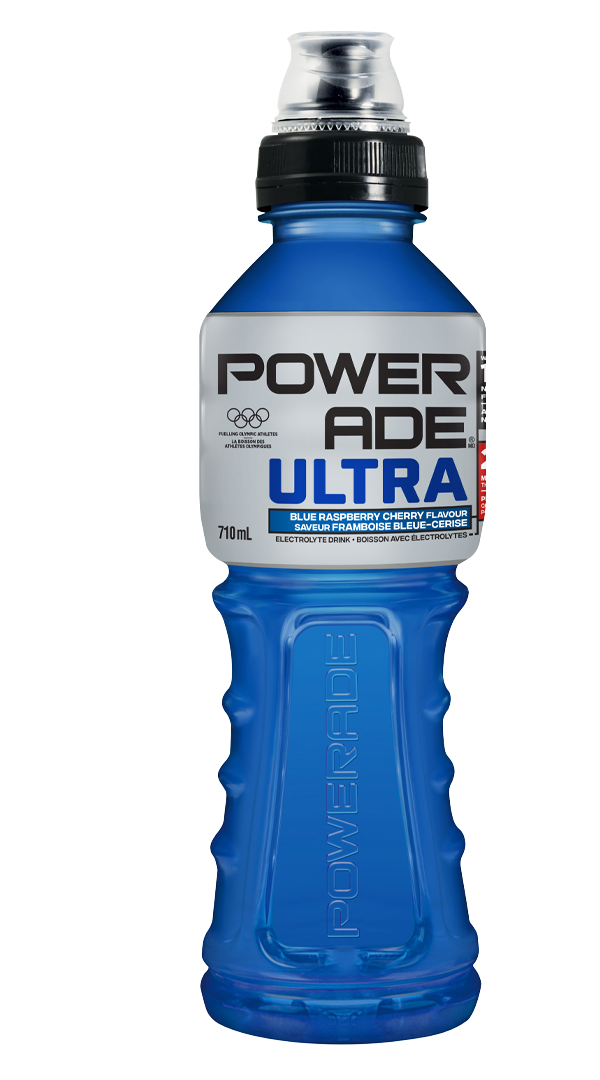 POWER
ADE
®
MD
FUELLING OLYMPIC ATHLETES
LA BOISSON DES
ATHLÈTES OLYMPIQUES
ULTRA
BLUE RASPBERRY CHERRY FLAVOUR
SAVEUR FRAMBOISE BLEUE-CERISE
710 mL
ELECTROLYTE DRINK • BOISSON AVEC ÉLECTROLYTES
POWERADE